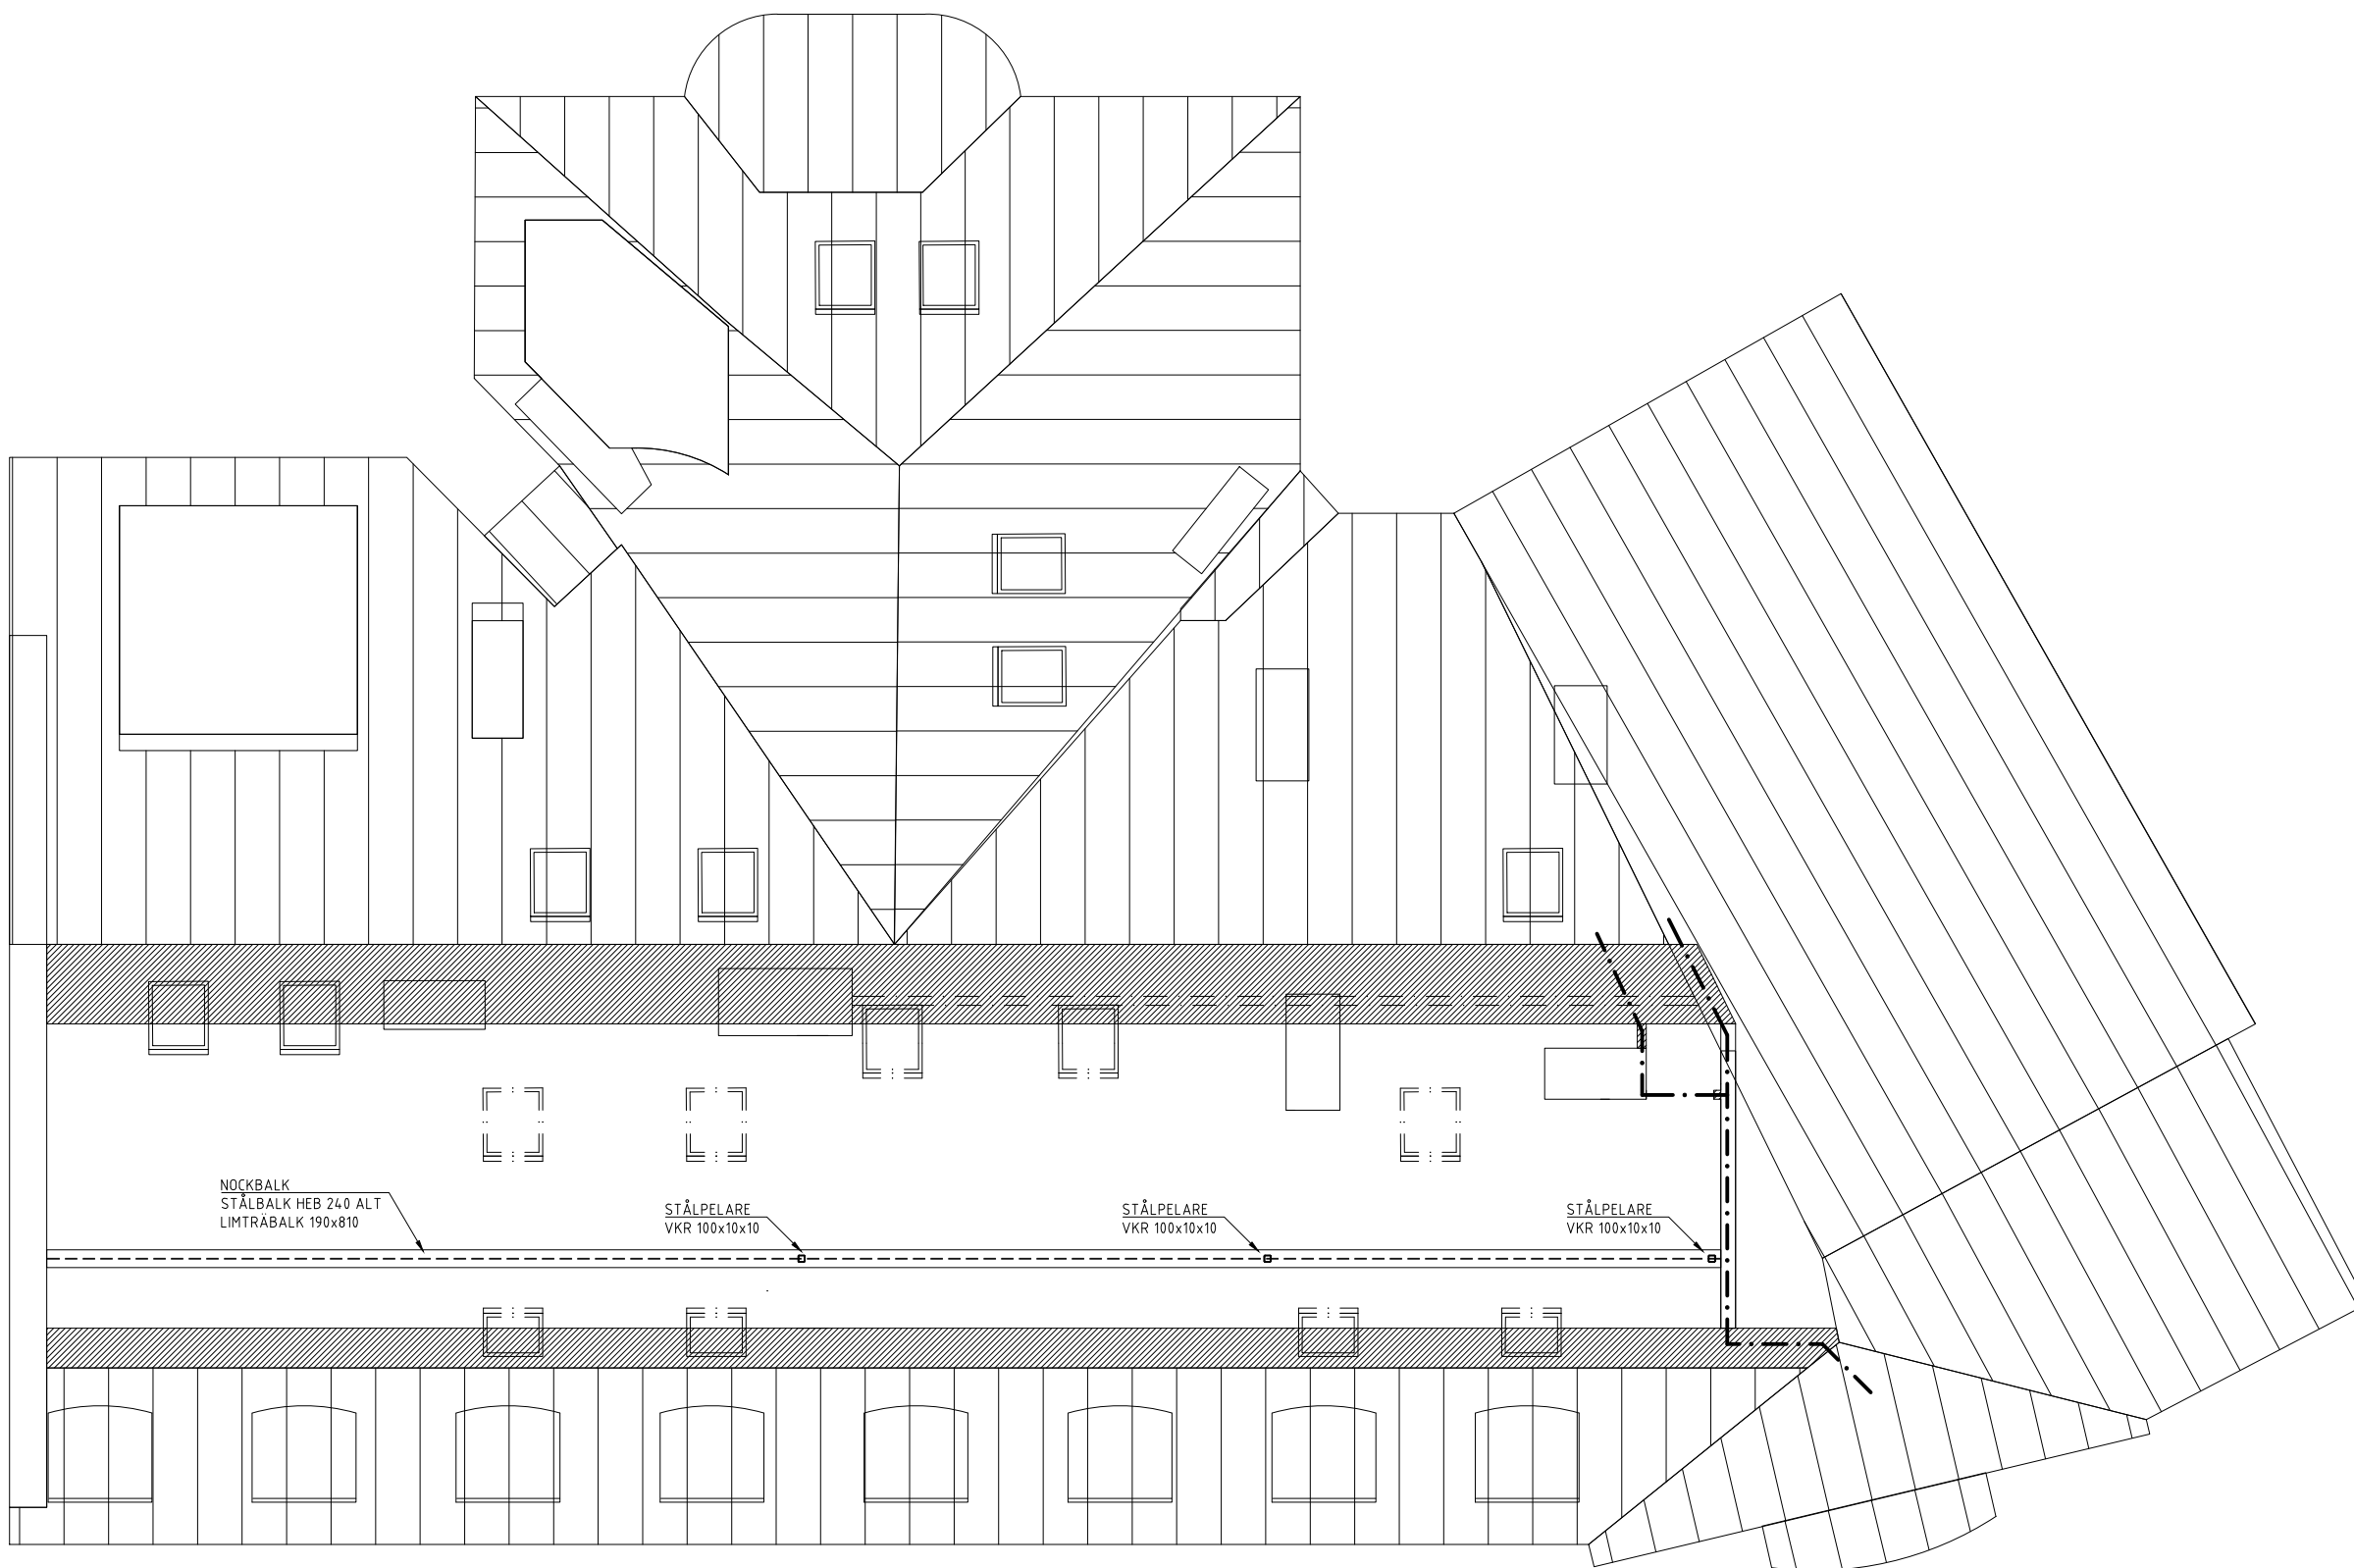 NOCKBALK
STÅLBALK HEB 240 ALT
LIMTRÄBALK 190x810
STÅLPELARE
VKR 100x10x10
STÅLPELARE
VKR 100x10x10
STÅLPELARE
VKR 100x10x10